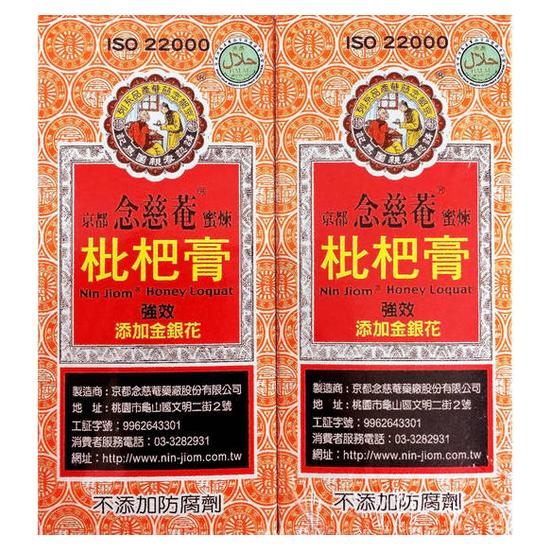 ISO 22000
حلال
京都 念慈菴® 蜜煉
枇杷膏
Nin Jiom® Honey Loquat
強效
添加金銀花
製造商：京都念慈菴藥廠股份有限公司
地　址：桃園市龜山區文明二街2號
工証字號：9962643301
消費者服務電話：03-3282931
網址：http://www.nin-jiom.com.tw
不添加防腐劑
ISO 22000
حلال
京都 念慈菴® 蜜煉
枇杷膏
Nin Jiom® Honey Loquat
強效
添加金銀花
製造商：京都念慈菴藥廠股份有限公司
地　址：桃園市龜山區文明二街2號
工証字號：9962643301
消費者服務電話：03-3282931
網址：http://www.nin-jiom.com.tw
不添加防腐劑